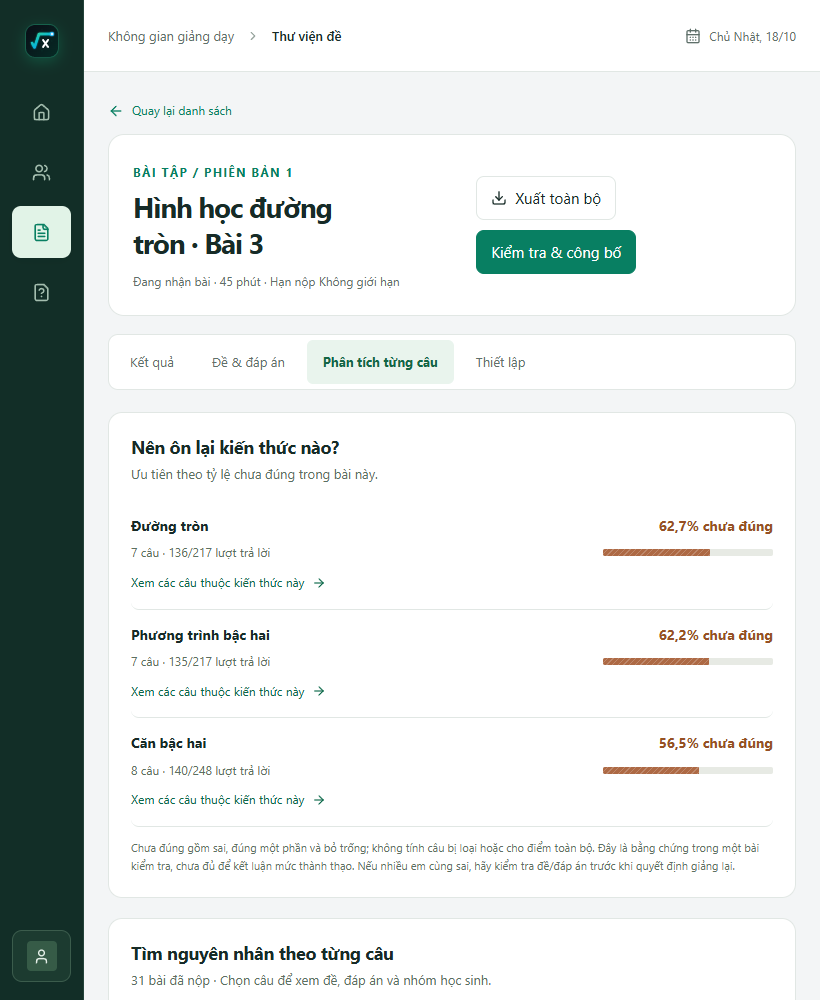 √x
Không gian giảng dạy > Thư viện đề
Chủ Nhật, 18/10
Quay lại danh sách
BÀI TẬP / PHIÊN BẢN 1
Hình học đường
tròn · Bài 3
Đang nhận bài · 45 phút · Hạn nộp Không giới hạn
Xuất toàn bộ
Kiểm tra & công bố
Kết quả Đề & đáp án Phân tích từng câu Thiết lập
Nên ôn lại kiến thức nào?
Ưu tiên theo tỷ lệ chưa đúng trong bài này.
Đường tròn 62,7% chưa đúng
7 câu · 136/217 lượt trả lời
Xem các câu thuộc kiến thức này →
Phương trình bậc hai 62,2% chưa đúng
7 câu · 135/217 lượt trả lời
Xem các câu thuộc kiến thức này →
Căn bậc hai 56,5% chưa đúng
8 câu · 140/248 lượt trả lời
Xem các câu thuộc kiến thức này →
Chưa đúng gồm sai, đúng một phần và bỏ trống; không tính câu bị loại hoặc cho điểm toàn bộ. Đây là bằng chứng trong một bài
kiểm tra, chưa đủ để kết luận mức thành thạo. Nếu nhiều em cùng sai, hãy kiểm tra đề/đáp án trước khi quyết định giảng lại.
Tìm nguyên nhân theo từng câu
31 bài đã nộp · Chọn câu để xem đề, đáp án và nhóm học sinh.